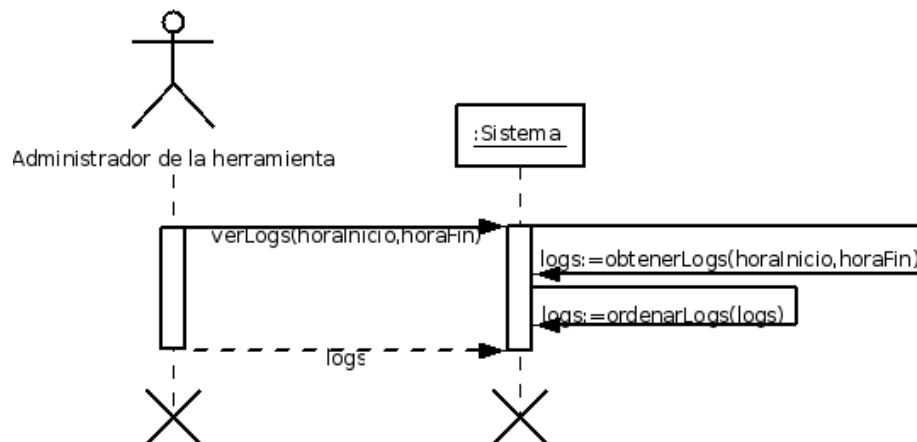 :Sistema
Administrador de la herramienta
verLogs(horaInicio,horaFin)
logs:=obtenerLogs(horaInicio,horaFin)
logs:=ordenarLogs(logs)
logs